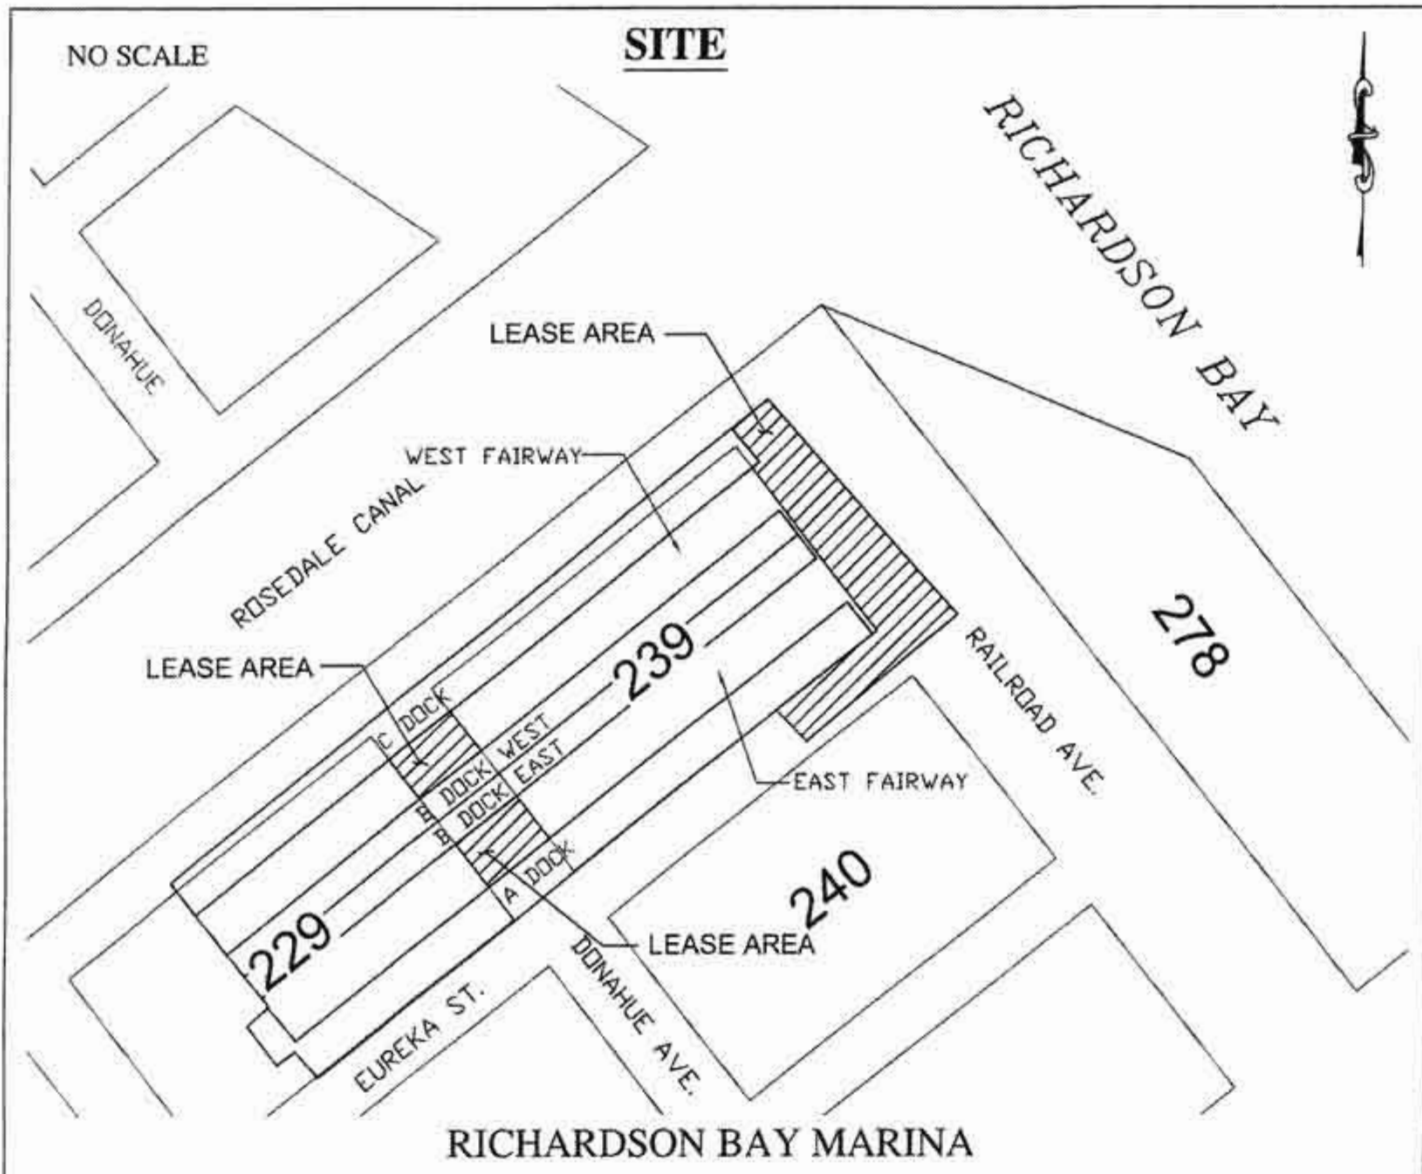 NO SCALE
SITE
RICHARDSON BAY
DONAHUE
LEASE AREA
WEST FAIRWAY
ROSEDALE CANAL
278
239
RAILROAD AVE.
LEASE AREA
C DOCK
B DOCK WEST
B DOCK EAST
A DOCK
EAST FAIRWAY
240
229
LEASE AREA
DONAHUE AVE.
EUREKA ST.
RICHARDSON BAY MARINA